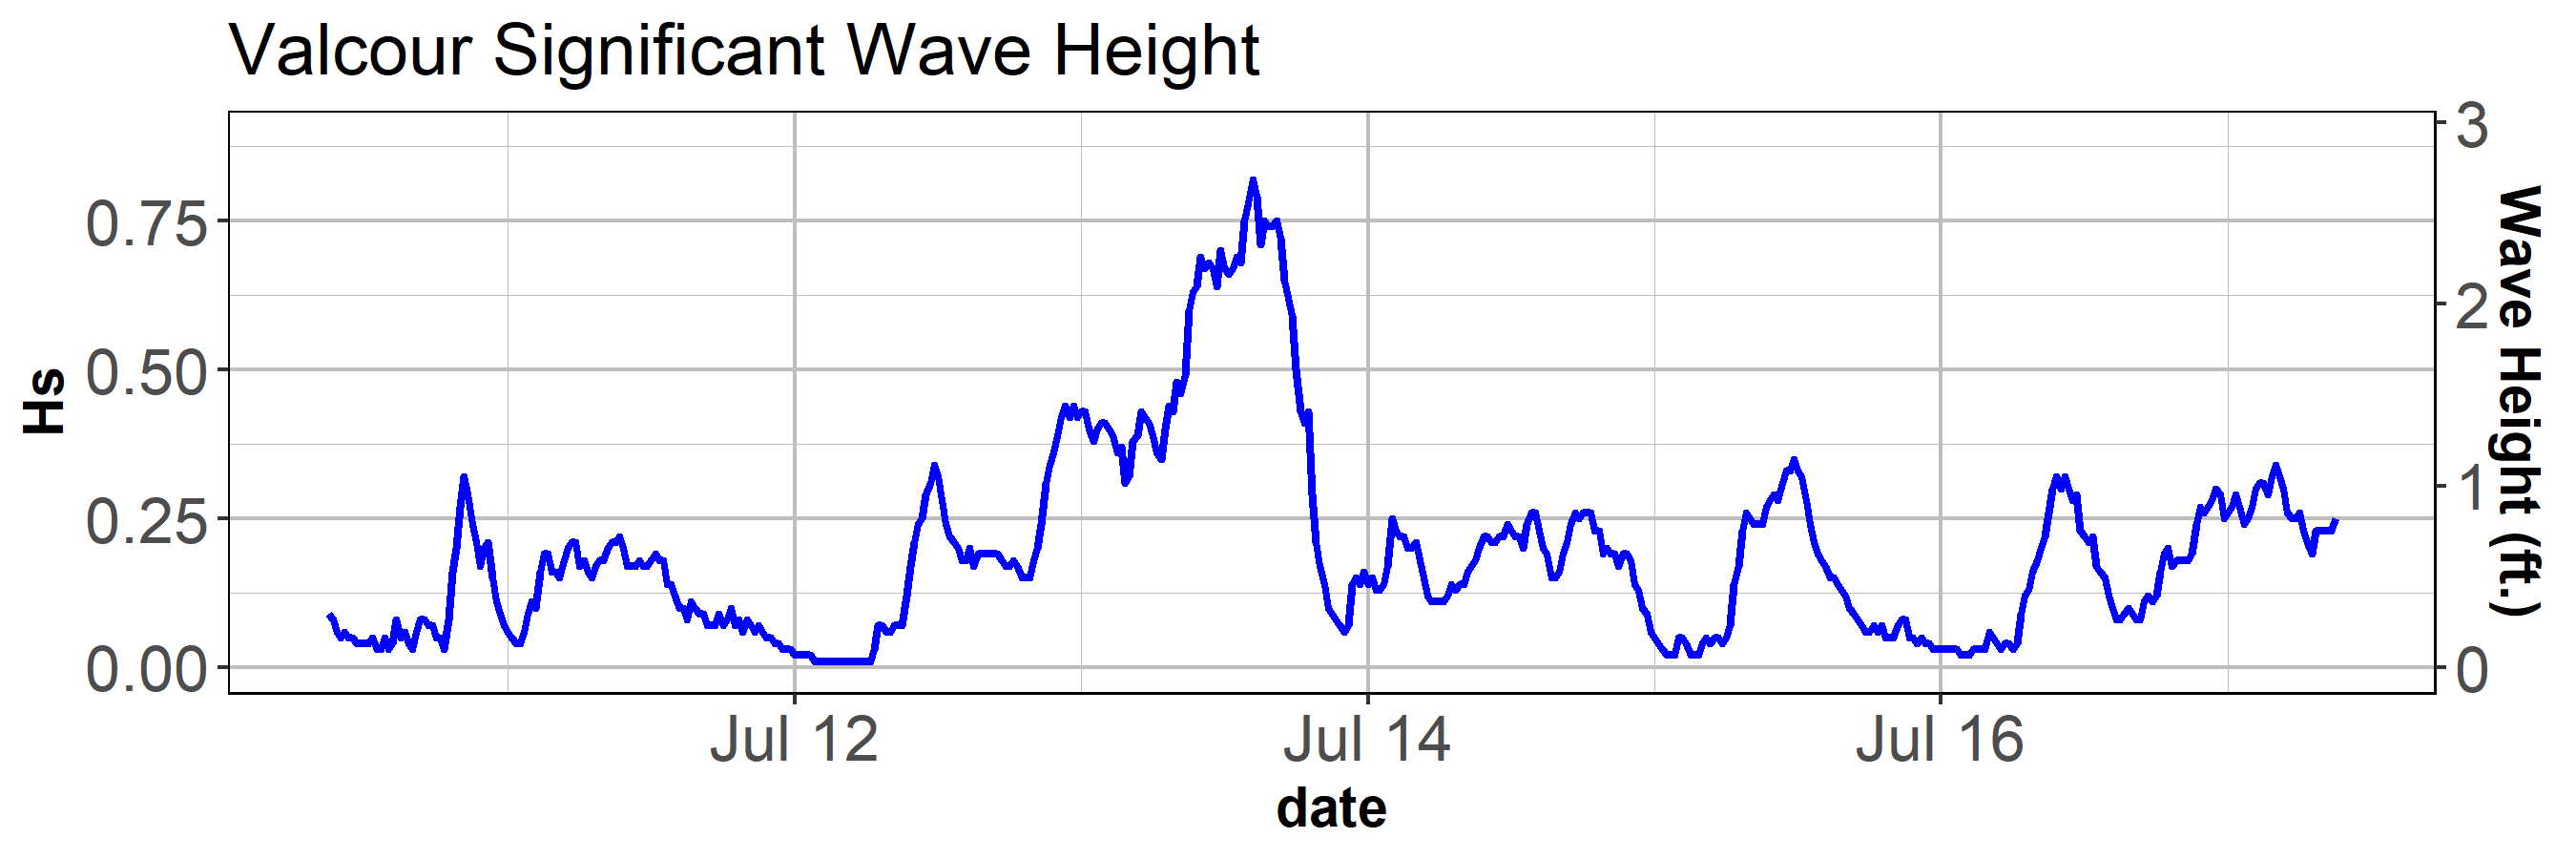 Valcour Significant Wave Height
Hs
0.75
0.50
0.25
0.00
3
2
1
0
Wave Height (ft.)
Jul 12
Jul 14
Jul 16
date